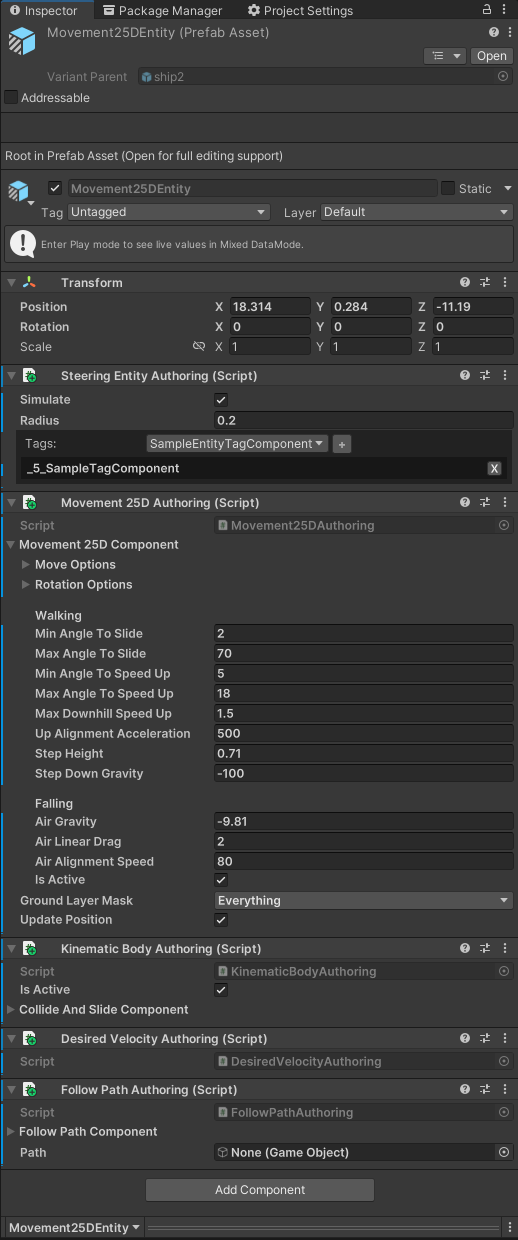 Inspector Package Manager Project Settings
Movement25DEntity (Prefab Asset)
Open
Variant Parent ship2
Addressable
Root in Prefab Asset (Open for full editing support)
Movement25DEntity Static
Tag Untagged Layer Default
Enter Play mode to see live values in Mixed DataMode.
Transform
Position X 18.314 Y 0.284 Z -11.19
Rotation X 0 Y 0 Z 0
Scale X 1 Y 1 Z 1
Steering Entity Authoring (Script)
Simulate
Radius 0.2
Tags: SampleEntityTagComponent +
_5_SampleTagComponent X
Movement 25D Authoring (Script)
Script Movement25DAuthoring
Movement 25D Component
Move Options
Rotation Options
Walking
Min Angle To Slide 2
Max Angle To Slide 70
Min Angle To Speed Up 5
Max Angle To Speed Up 18
Max Downhill Speed Up 1.5
Up Alignment Acceleration 500
Step Height 0.71
Step Down Gravity -100
Falling
Air Gravity -9.81
Air Linear Drag 2
Air Alignment Speed 80
Is Active
Ground Layer Mask Everything
Update Position
Kinematic Body Authoring (Script)
Script KinematicBodyAuthoring
Is Active
Collide And Slide Component
Desired Velocity Authoring (Script)
Script DesiredVelocityAuthoring
Follow Path Authoring (Script)
Script FollowPathAuthoring
Follow Path Component
Path None (Game Object)
Add Component
Movement25DEntity